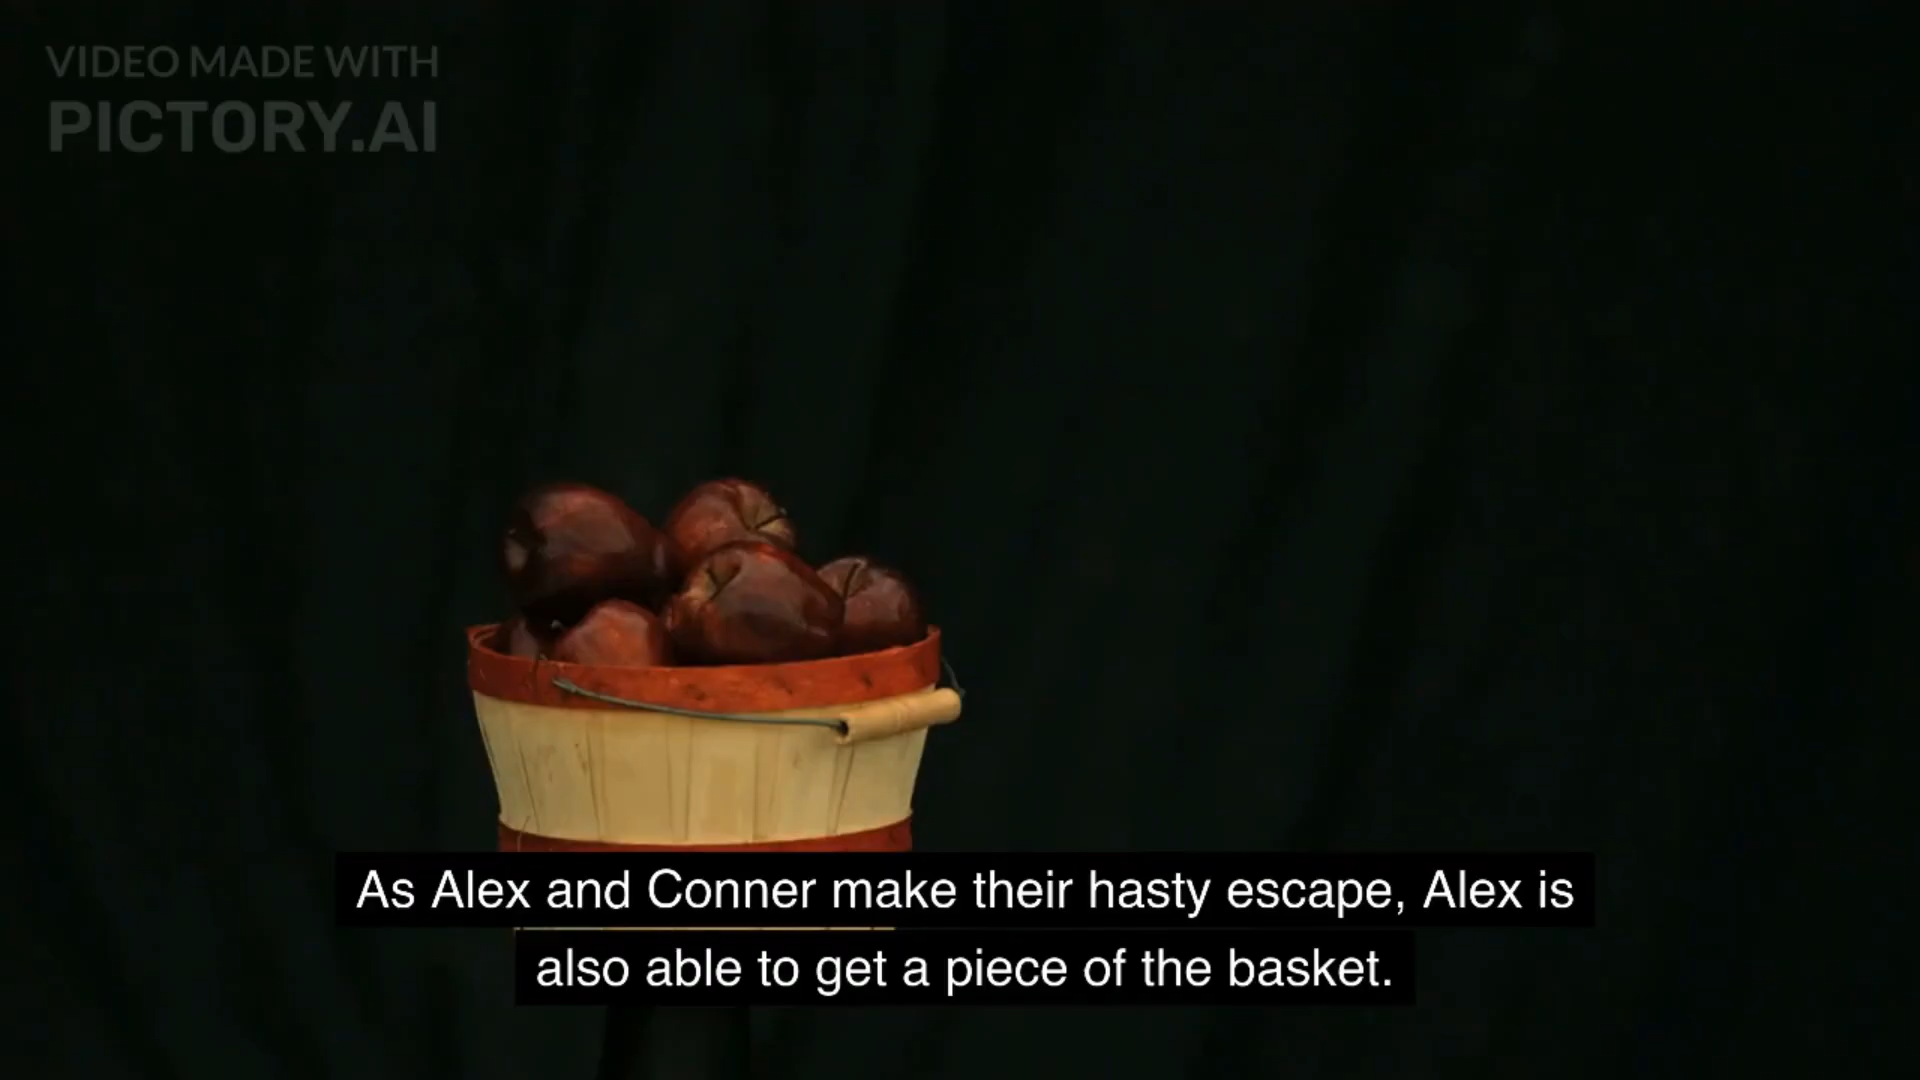 VIDEO MADE WITH
PICTORY.AI
As Alex and Conner make their hasty escape, Alex is
also able to get a piece of the basket.